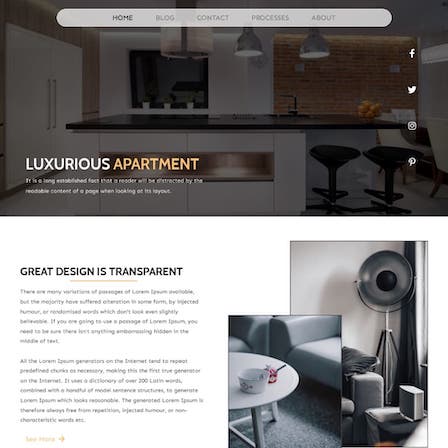 HOME BLOG CONTACT PROCESSES ABOUT
LUXURIOUS APARTMENT
It is a long established fact that a reader will be distracted by the
readable content of a page when looking at its layout.
GREAT DESIGN IS TRANSPARENT
There are many variations of passages of Lorem Ipsum available,
but the majority have suffered alteration in some form, by injected
humour, or randomised words which don't look even slightly
believable. If you are going to use a passage of Lorem Ipsum, you
need to be sure there isn't anything embarrassing hidden in the
middle of text.
All the Lorem Ipsum generators on the Internet tend to repeat
predefined chunks as necessary, making this the first true generator
on the Internet. It uses a dictionary of over 200 Latin words,
combined with a handful of model sentence structures, to generate
Lorem Ipsum which looks reasonable. The generated Lorem Ipsum is
therefore always free from repetition, injected humour, or non-
characteristic words etc.
See More